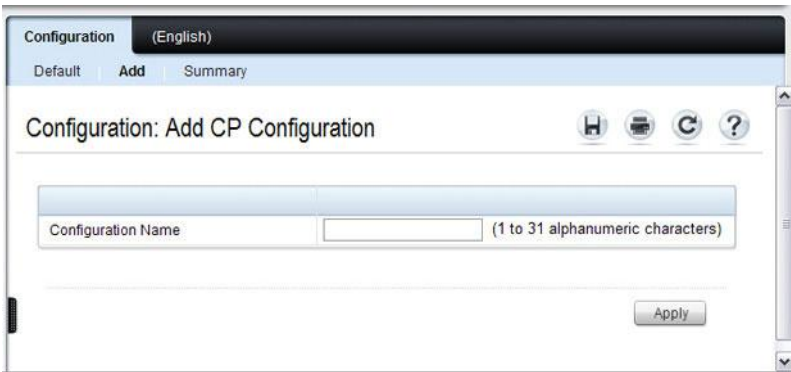 Configuration (English)
Default Add Summary
Configuration: Add CP Configuration
Configuration Name (1 to 31 alphanumeric characters)
Apply